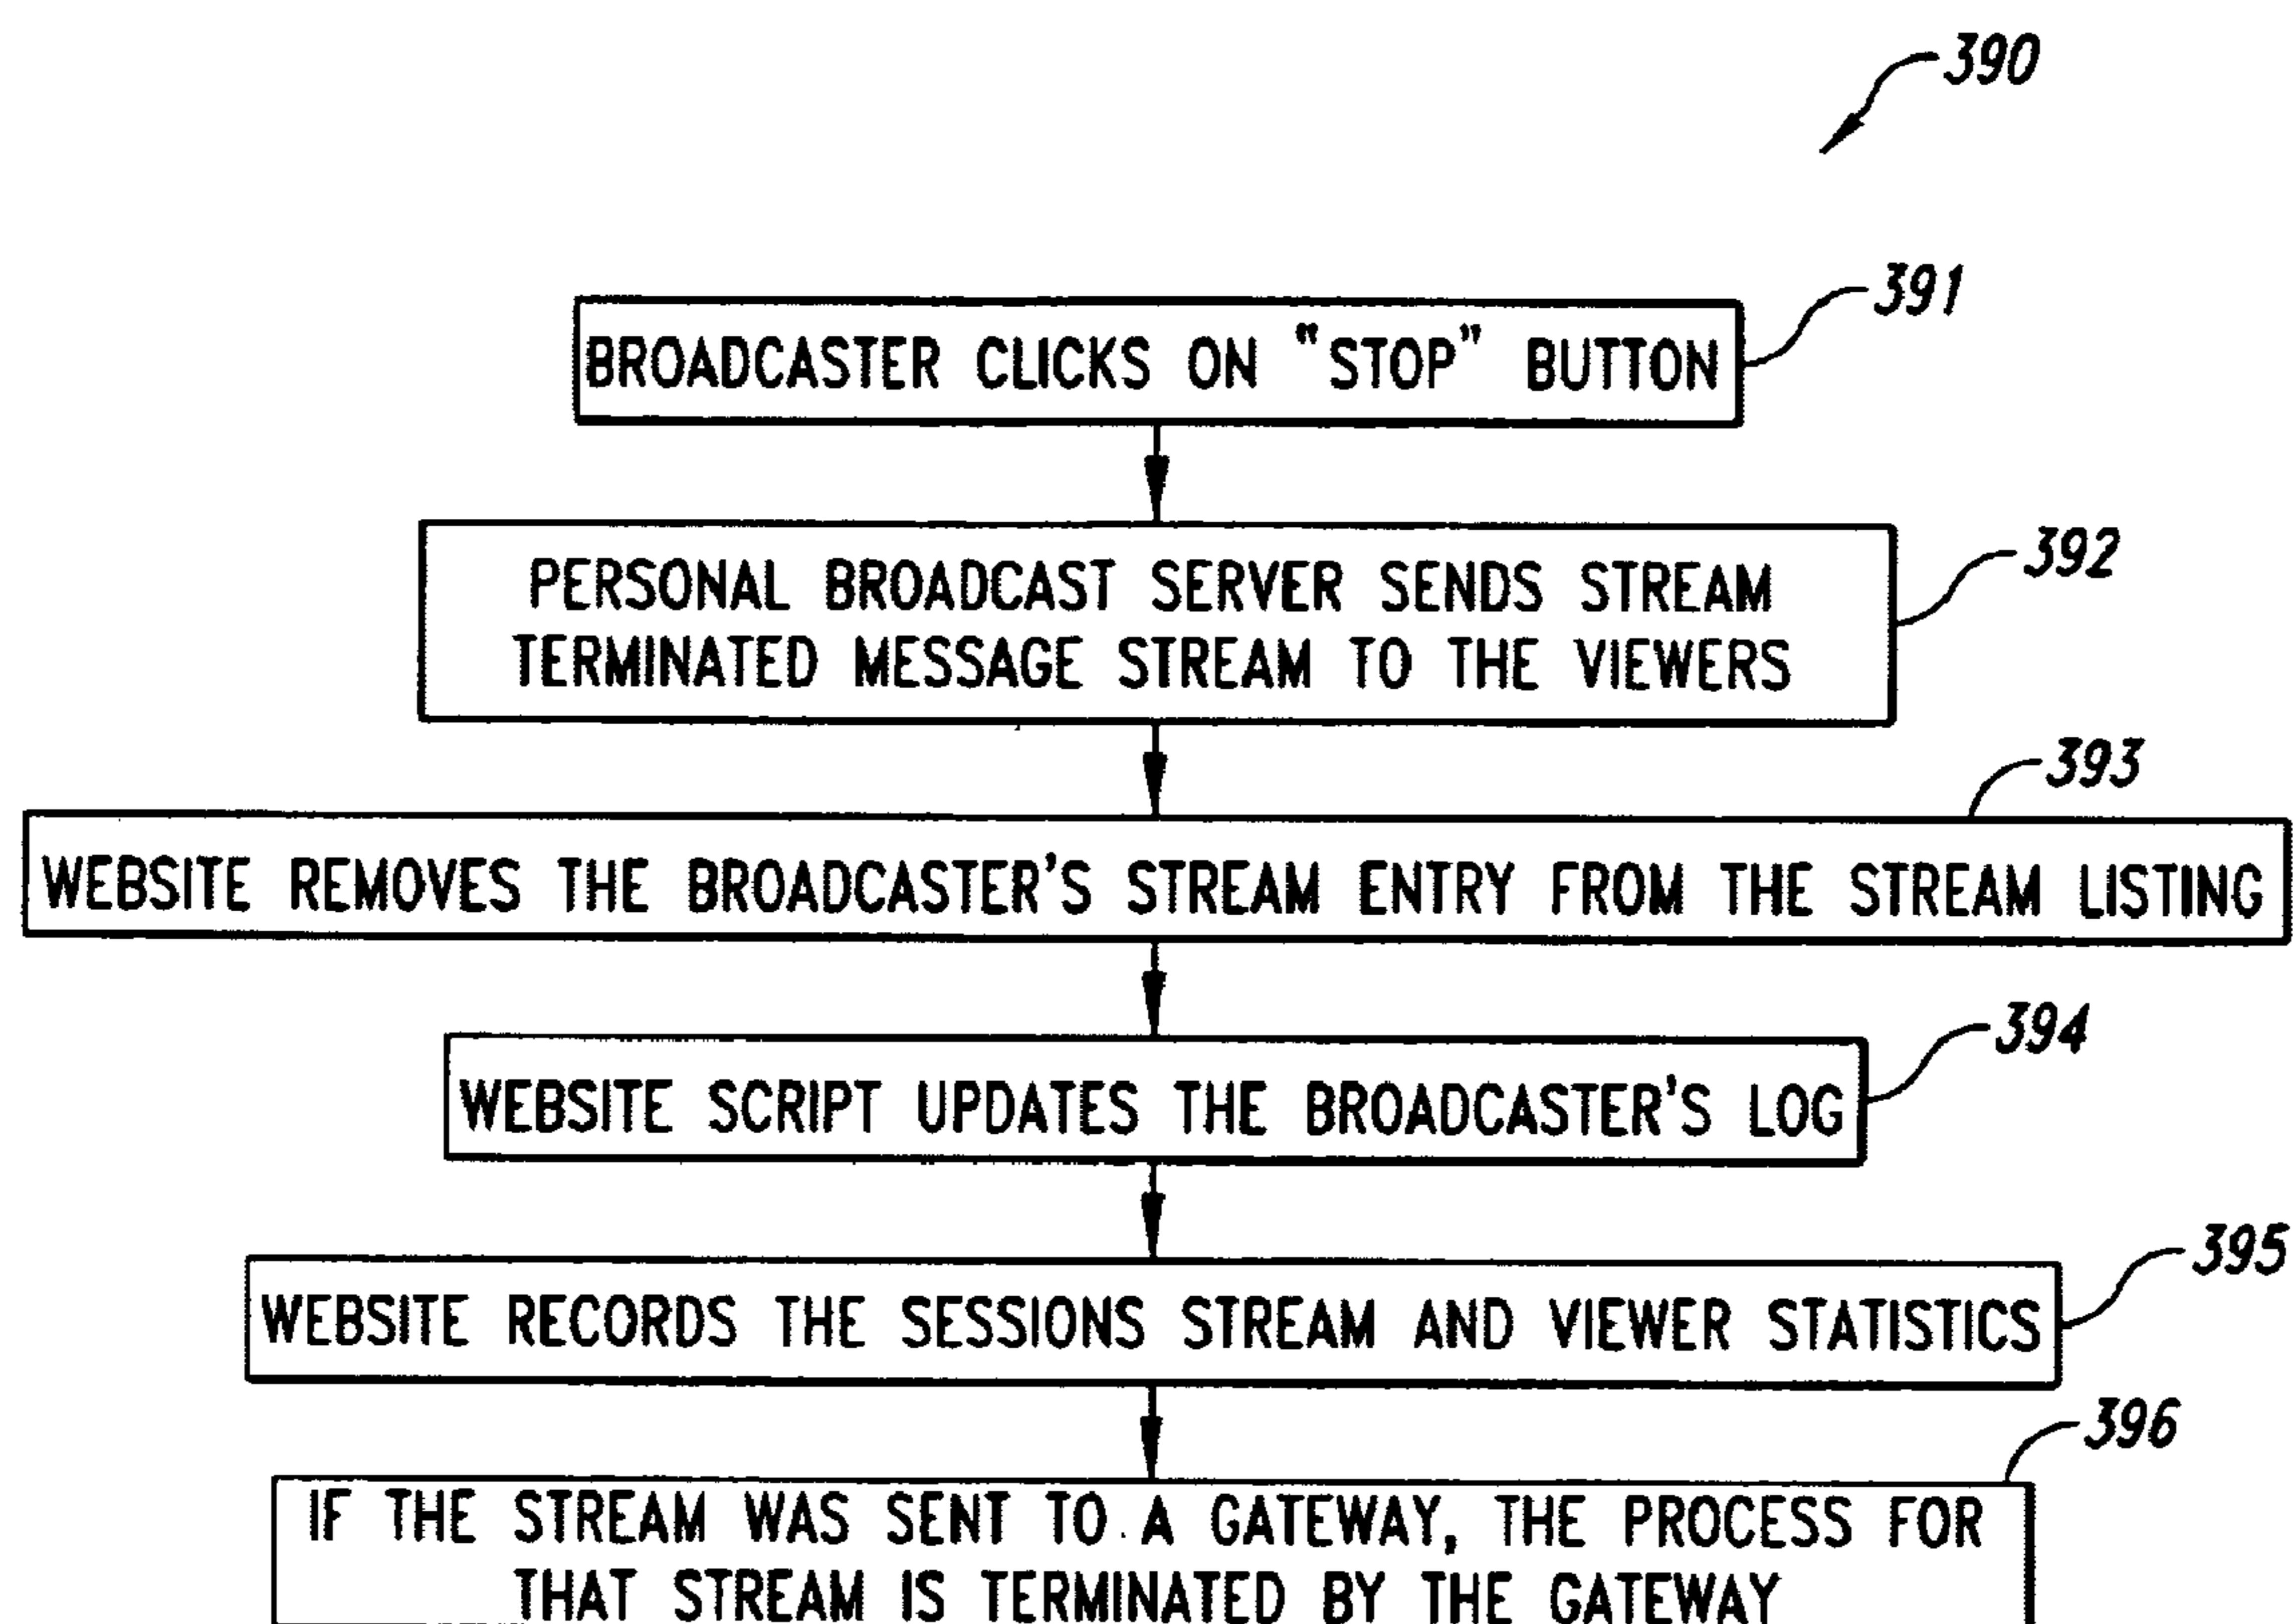 390
391
BROADCASTER CLICKS ON "STOP" BUTTON
392
PERSONAL BROADCAST SERVER SENDS STREAM
TERMINATED MESSAGE STREAM TO THE VIEWERS
393
WEBSITE REMOVES THE BROADCASTER'S STREAM ENTRY FROM THE STREAM LISTING
394
WEBSITE SCRIPT UPDATES THE BROADCASTER'S LOG
395
WEBSITE RECORDS THE SESSIONS STREAM AND VIEWER STATISTICS
396
IF THE STREAM WAS SENT TO A GATEWAY, THE PROCESS FOR
THAT STREAM IS TERMINATED BY THE GATEWAY